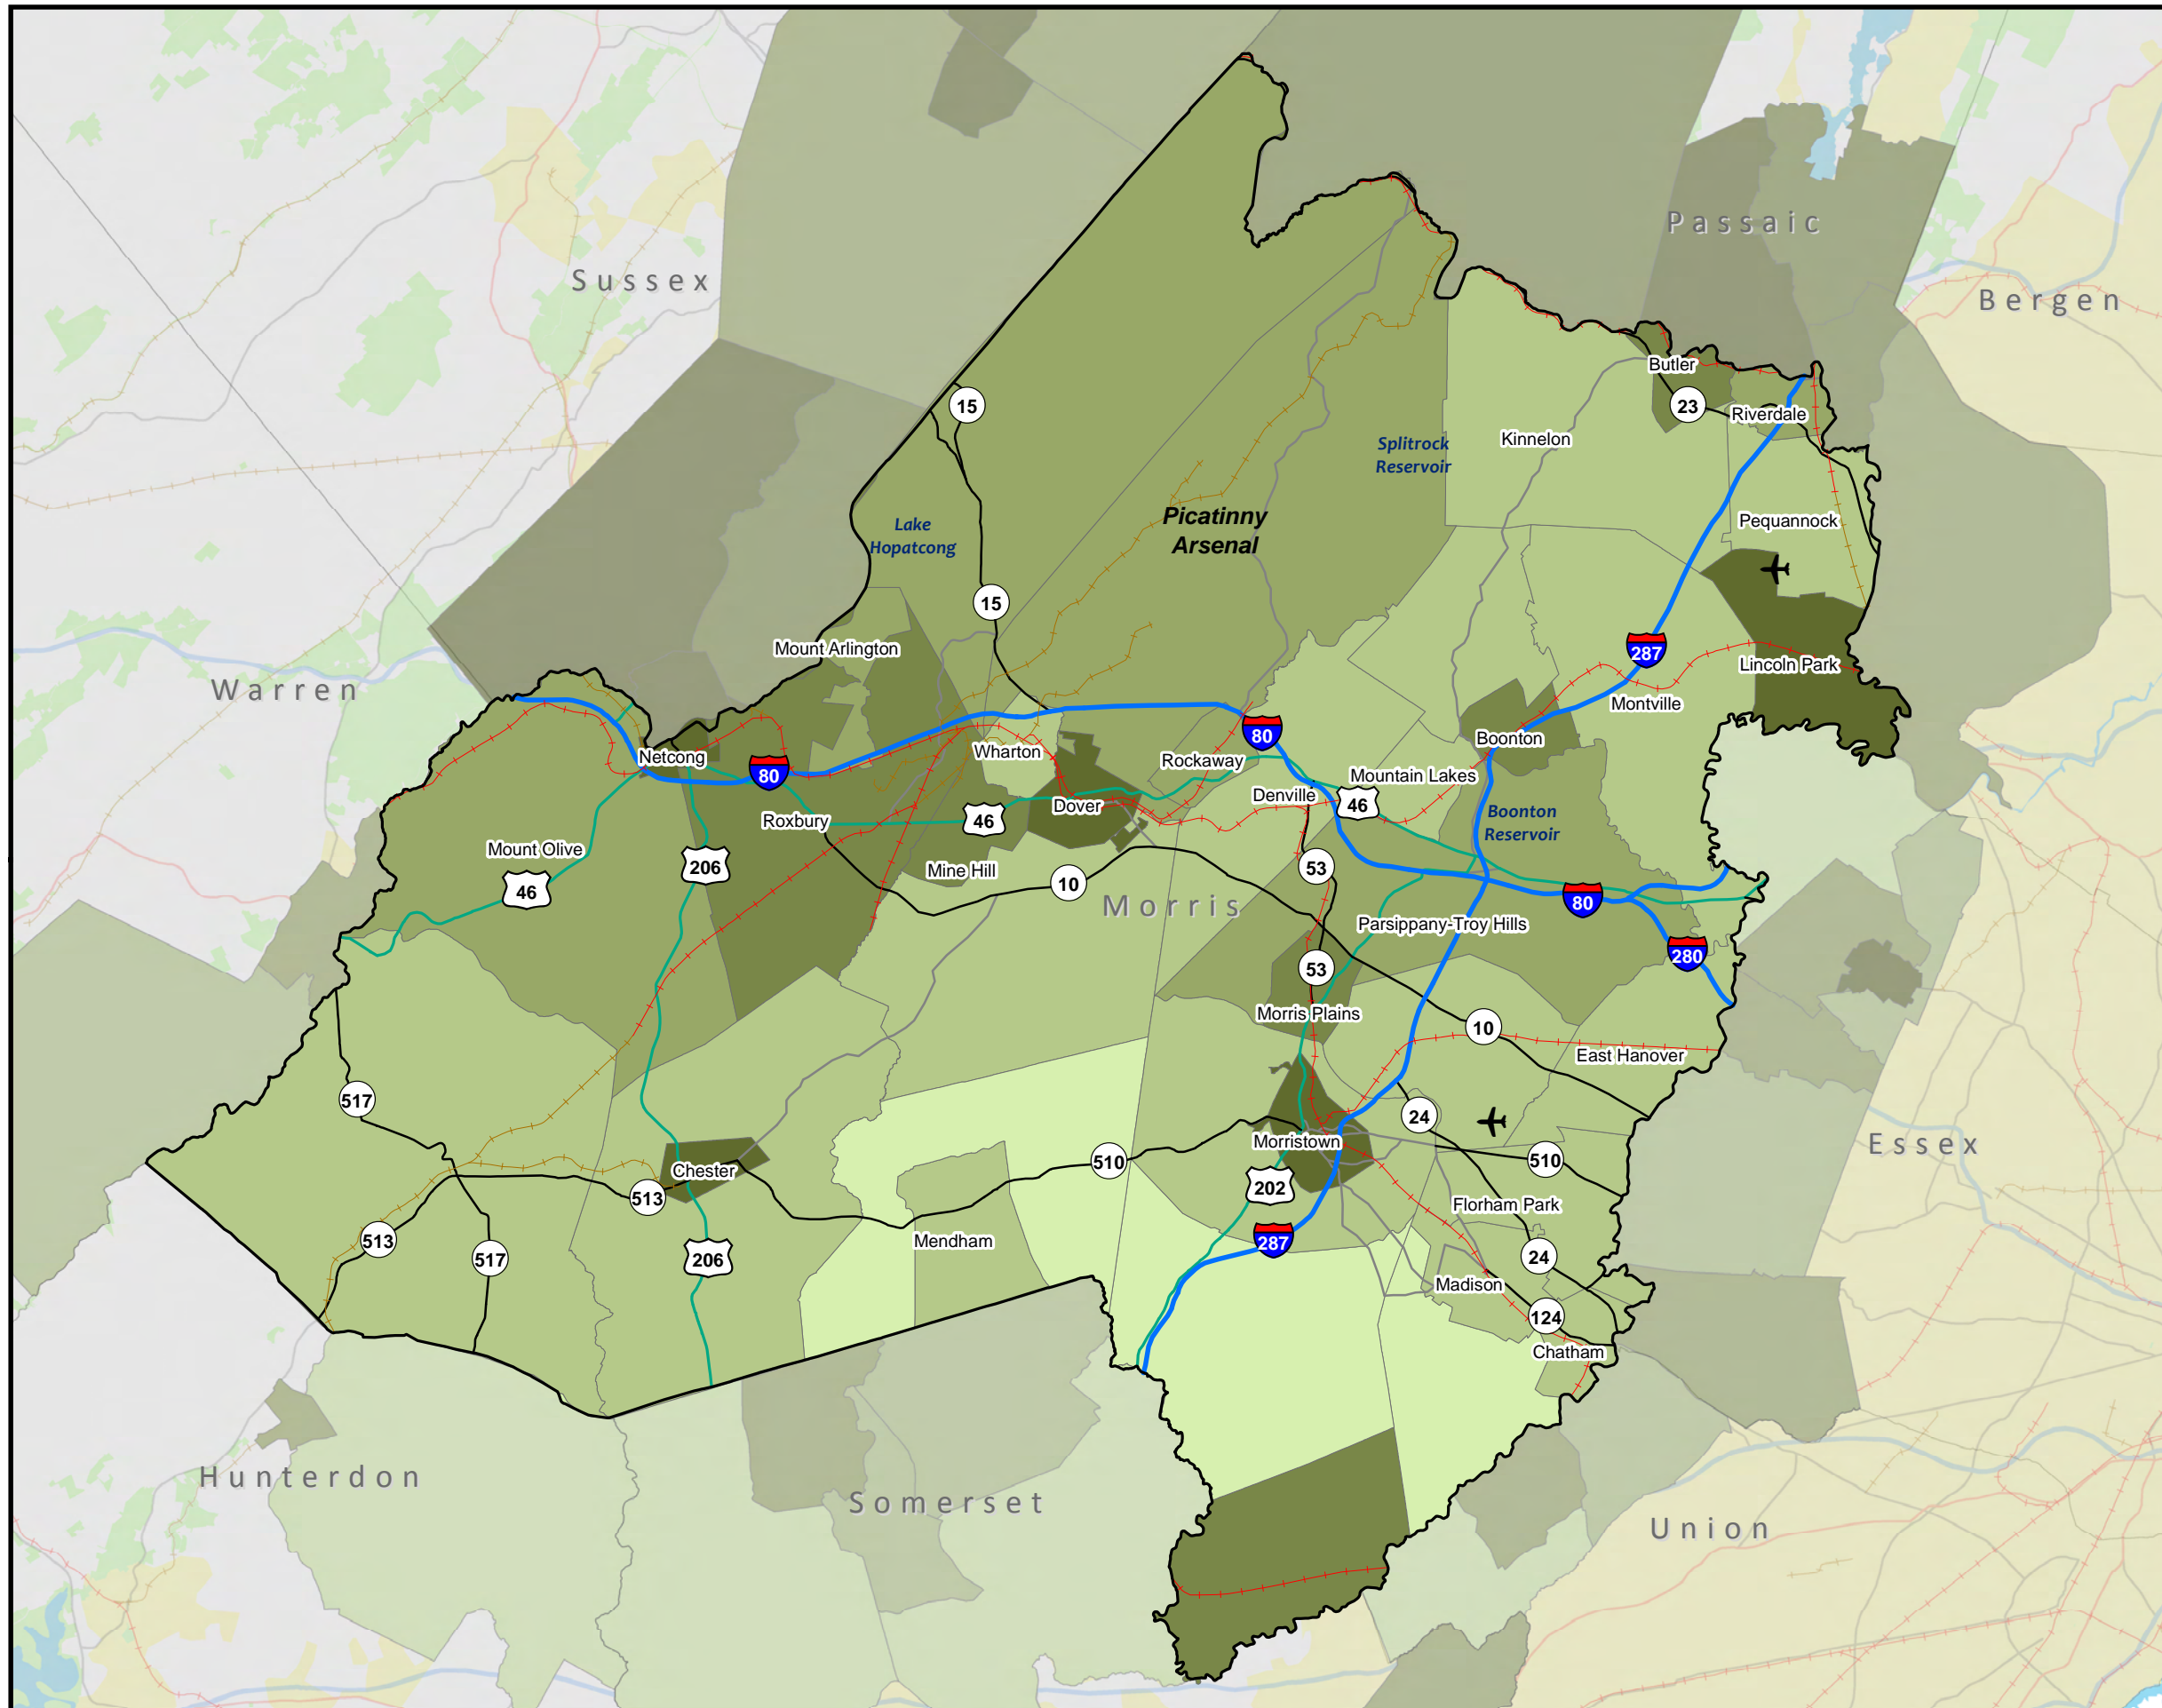 Passaic
Sussex
Bergen
Butler
15
23
Riverdale
Kinnelon
Splitrock
Reservoir
Picatinny
Arsenal
Lake
Hopatcong
Pequannock
15
Mount Arlington
287
Lincoln Park
Warren
Montville
80
Boonton
Netcong
Wharton
Rockaway
80
Mountain Lakes
Denville
46
Dover
Roxbury
46
Boonton
Reservoir
Mount Olive
206
53
Mine Hill
46
10
80
Morris
Parsippany-Troy Hills
280
53
Morris Plains
10
East Hanover
517
24
Morristown
Essex
510
510
Chester
202
513
Florham Park
513
Mendham
287
517
206
24
Madison
124
Chatham
Hunterdon
Somerset
Union